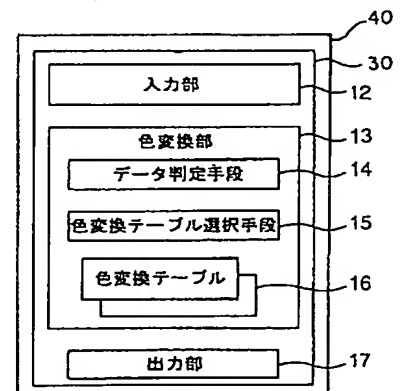 40
30
入力部
12
色変換部
13
データ判定手段
14
色変換テーブル選択手段
15
色変換テーブル
16
出力部
17